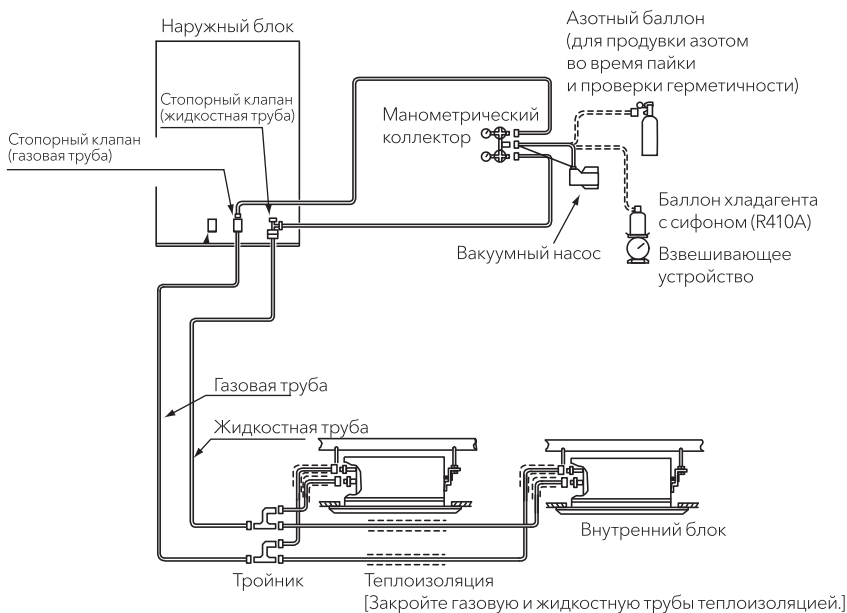 Наружный блок
Азотный баллон
(для продувки азотом
во время пайки
и проверки герметичности)
Стопорный клапан
(жидкостная труба)
Манометрический
коллектор
Стопорный клапан
(газовая труба)
Баллон хладагента
с сифоном (R410A)
Вакуумный насос
Взвешивающее
устройство
Газовая труба
Жидкостная труба
Внутренний блок
Тройник
Теплоизоляция
[Закройте газовую и жидкостную трубы теплоизоляцией.]